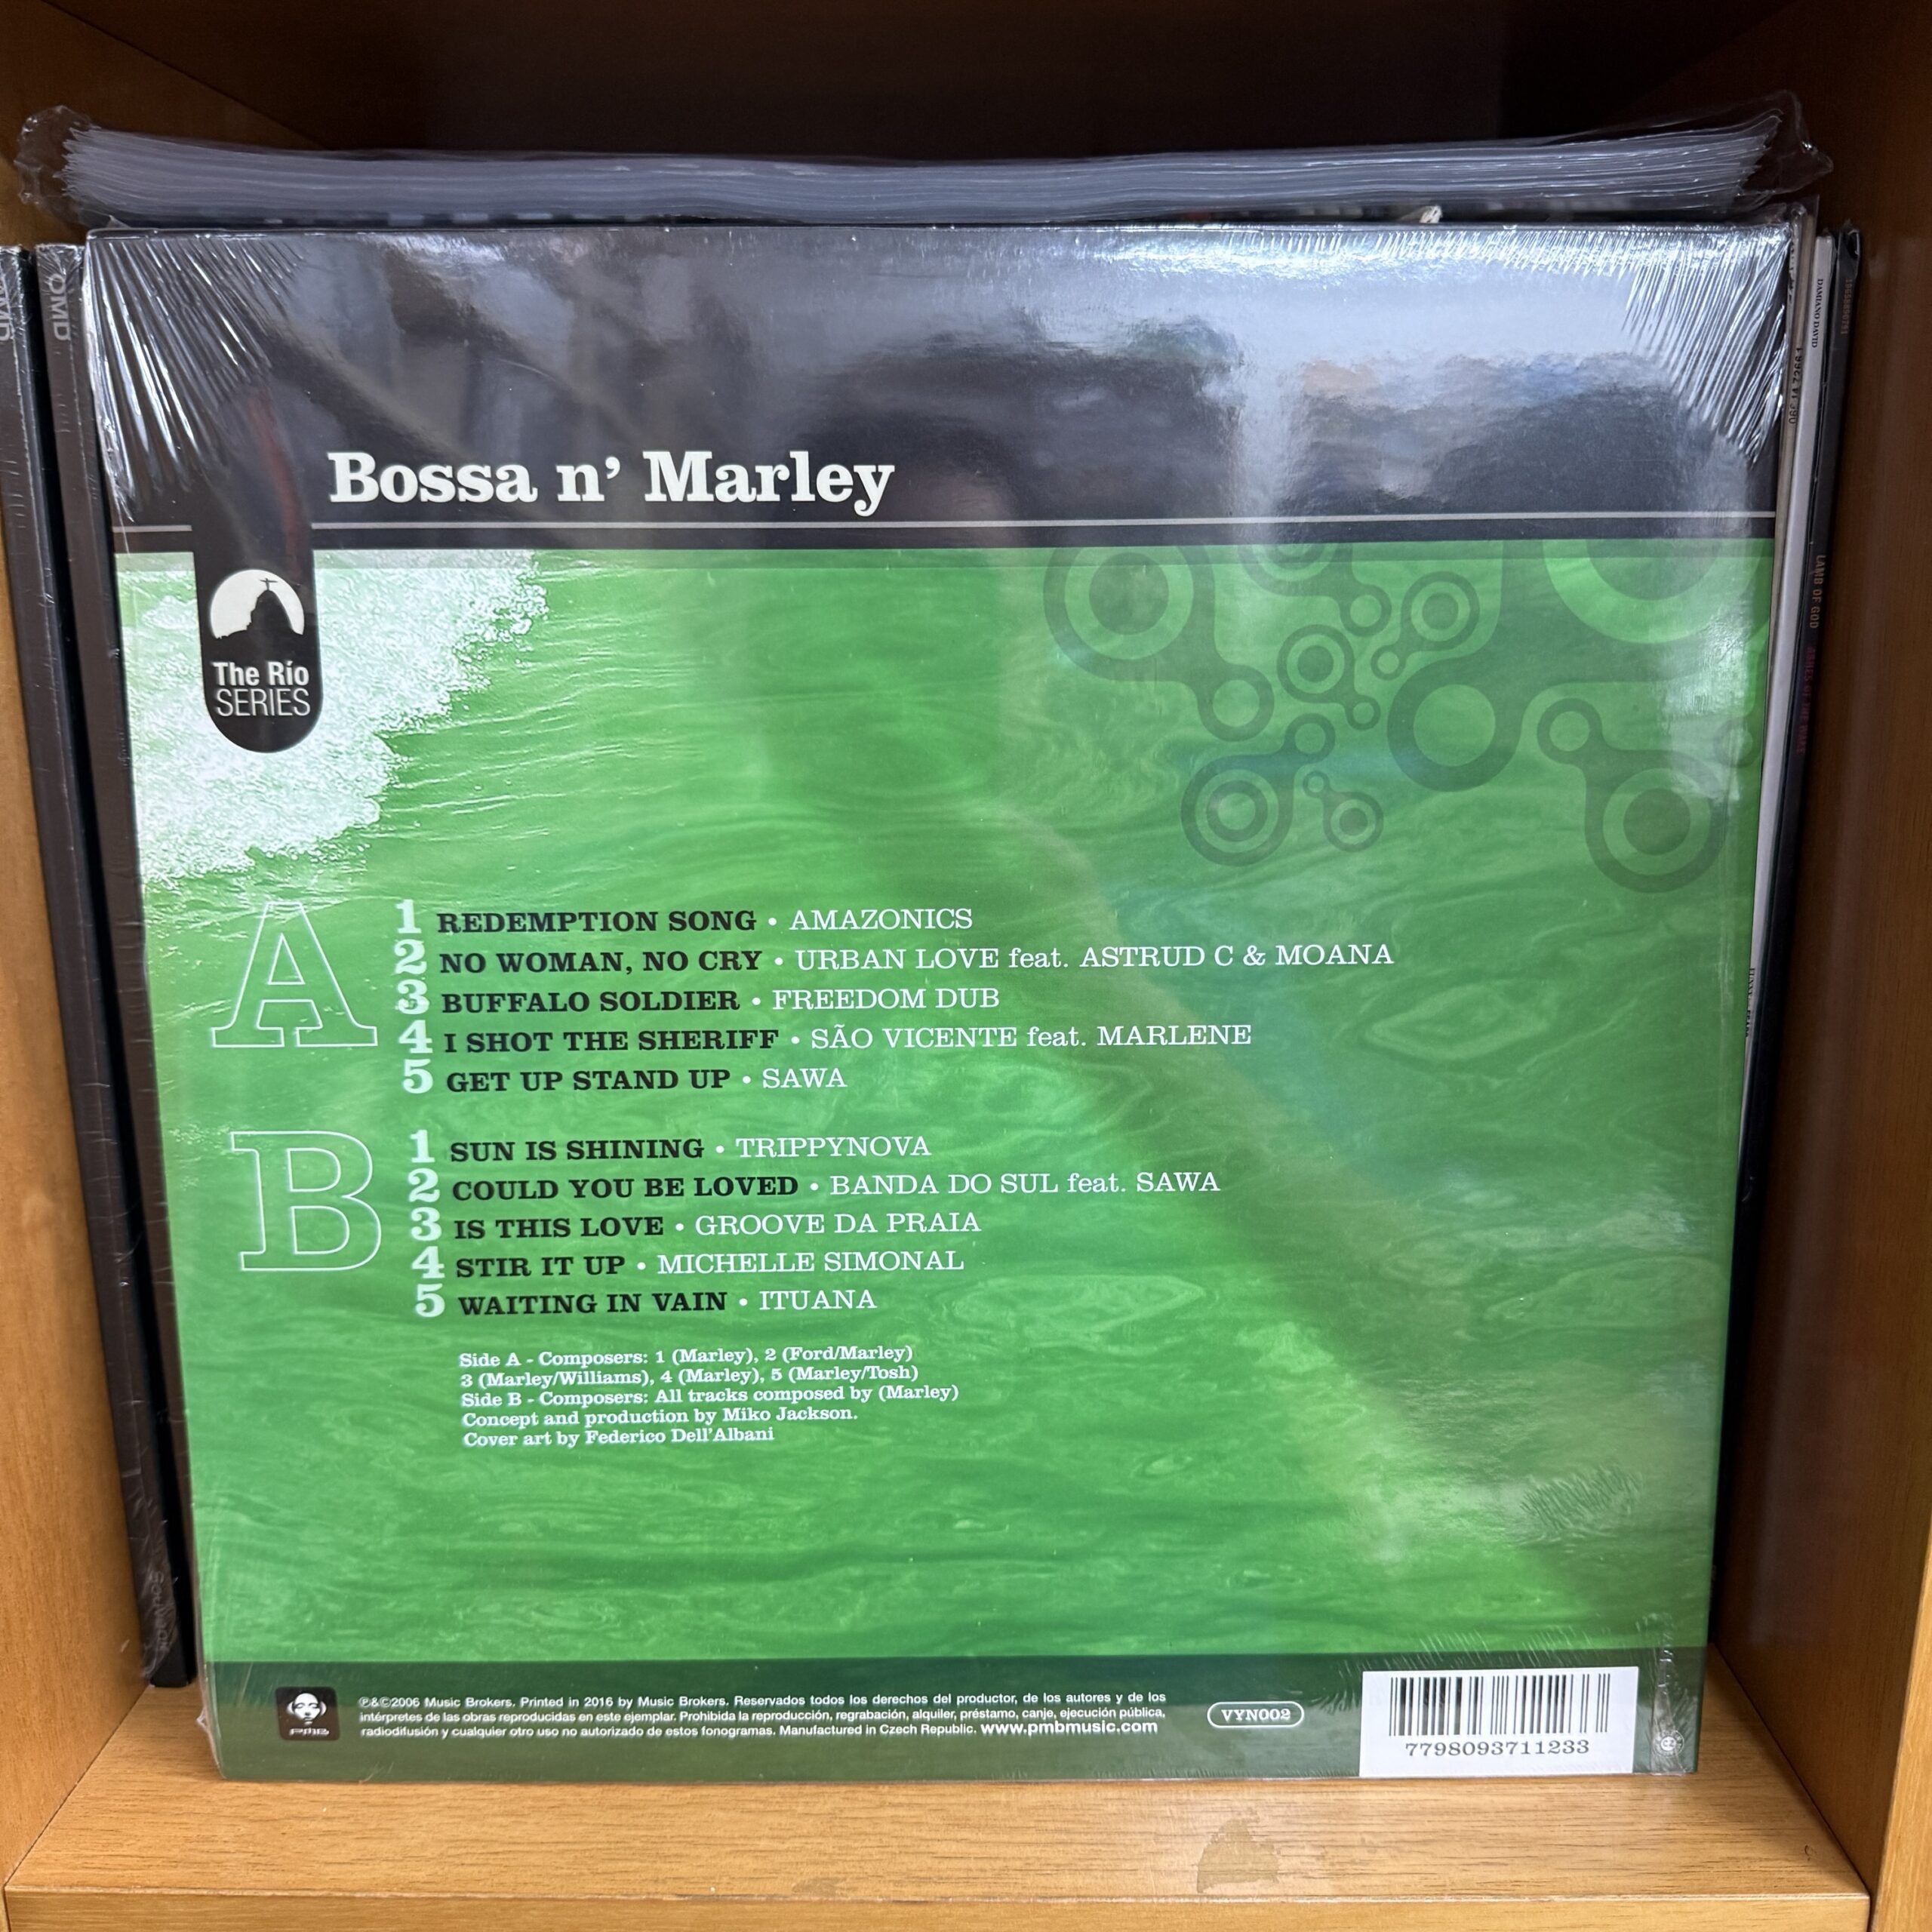 Bossa n' Marley
The Río
SERIES
A
1 REDEMPTION SONG • AMAZONICS
2 NO WOMAN, NO CRY • URBAN LOVE feat. ASTRUD C & MOANA
3 BUFFALO SOLDIER • FREEDOM DUB
4 I SHOT THE SHERIFF • SÃO VICENTE feat. MARLENE
5 GET UP STAND UP • SAWA
B
1 SUN IS SHINING • TRIPPYNOVA
2 COULD YOU BE LOVED • BANDA DO SUL feat. SAWA
3 IS THIS LOVE • GROOVE DA PRAIA
4 STIR IT UP • MICHELLE SIMONAL
5 WAITING IN VAIN • ITUANA
Side A - Composers: 1 (Marley), 2 (Ford/Marley)
3 (Marley/Williams), 4 (Marley), 5 (Marley/Tosh)
Side B - Composers: All tracks composed by (Marley)
Concept and production by Miko Jackson.
Cover art by Federico Dell'Albani
PMB
℗&©2006 Music Brokers. Printed in 2016 by Music Brokers. Reservados todos los derechos del productor, de los autores y de los
intérpretes de las obras reproducidas en este ejemplar. Prohibida la reproducción, regrabación, alquiler, préstamo, canje, ejecución pública,
radiodifusión y cualquier otro uso no autorizado de estos fonogramas. Manufactured in Czech Republic. www.pmbmusic.com
VYN002
7798093711233
OMD
DAMIANO DAVID
LAMB OF GOD